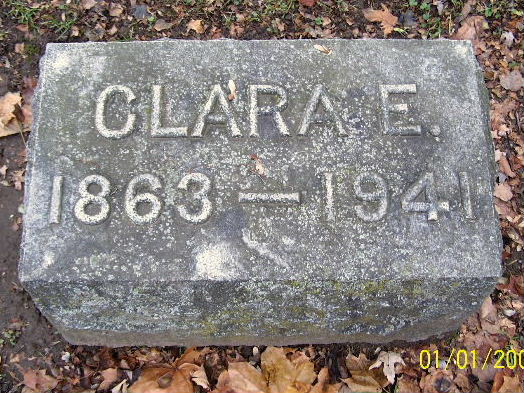 CLARA E.
1863 — 1941
01/01/200